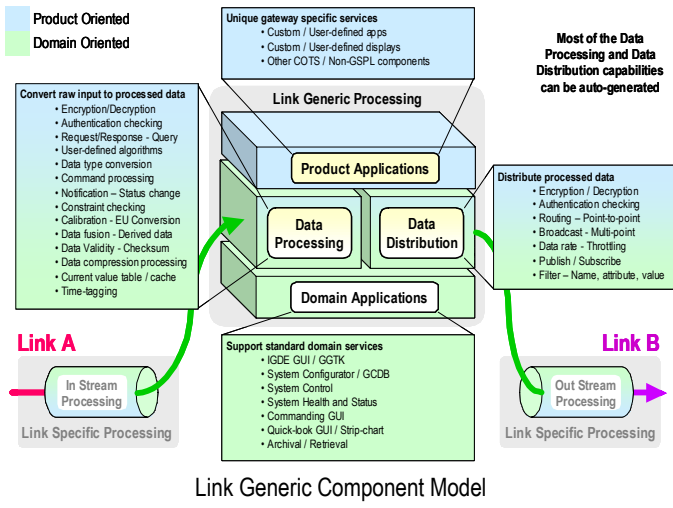 Product Oriented
Domain Oriented
Unique gateway specific services
• Custom / User-defined apps
• Custom / User-defined displays
• Other COTS / Non-GSPL components
Most of the Data
Processing and Data
Distribution capabilities
can be auto-generated
Convert raw input to processed data
• Encryption/Decryption
• Authentication checking
• Request/Response - Query
• User-defined algorithms
• Data type conversion
• Command processing
• Notification – Status change
• Constraint checking
• Calibration - EU Conversion
• Data fusion - Derived data
• Data Validity - Checksum
• Data compression processing
• Current value table / cache
• Time-tagging
Link Generic Processing
Product Applications
Data
Processing
Data
Distribution
Domain Applications
Distribute processed data
• Encryption / Decryption
• Authentication checking
• Routing – Point-to-point
• Broadcast - Multi-point
• Data rate - Throttling
• Publish / Subscribe
• Filter – Name, attribute, value
Link A
In Stream
Processing
Link Specific Processing
Support standard domain services
• IGDE GUI / GGTK
• System Configurator / GCDB
• System Control
• System Health and Status
• Commanding GUI
• Quick-look GUI / Strip-chart
• Archival / Retrieval
Link B
Out Stream
Processing
Link Specific Processing
Link Generic Component Model